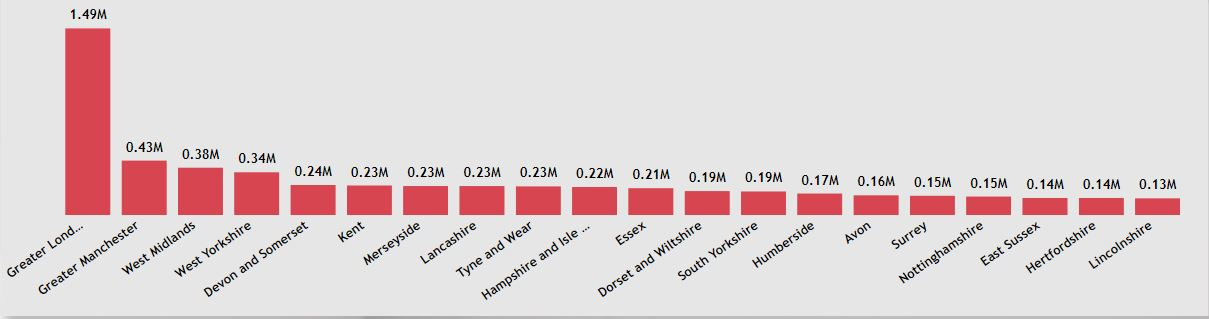 1.49M
0.43M
0.38M
0.34M
0.24M
0.23M
0.23M
0.23M
0.23M
0.22M
0.21M
0.19M
0.19M
0.17M
0.16M
0.15M
0.15M
0.14M
0.14M
0.13M
Greater Lond...
Greater Manchester
West Midlands
West Yorkshire
Devon and Somerset
Kent
Merseyside
Lancashire
Tyne and Wear
Hampshire and Isle ...
Essex
Dorset and Wiltshire
South Yorkshire
Humberside
Avon
Surrey
Nottinghamshire
East Sussex
Hertfordshire
Lincolnshire